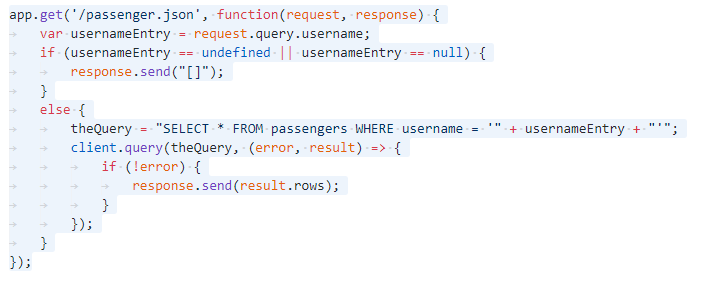 app.get('/passenger.json', function(request, response) {
	var usernameEntry = request.query.username;
	if (usernameEntry == undefined || usernameEntry == null) {
		response.send("[]");
	}
	else {
		theQuery = "SELECT * FROM passengers WHERE username = '" + usernameEntry + "'";
		client.query(theQuery, (error, result) => {
			if (!error) {
				response.send(result.rows);
			}
		});
	}
});